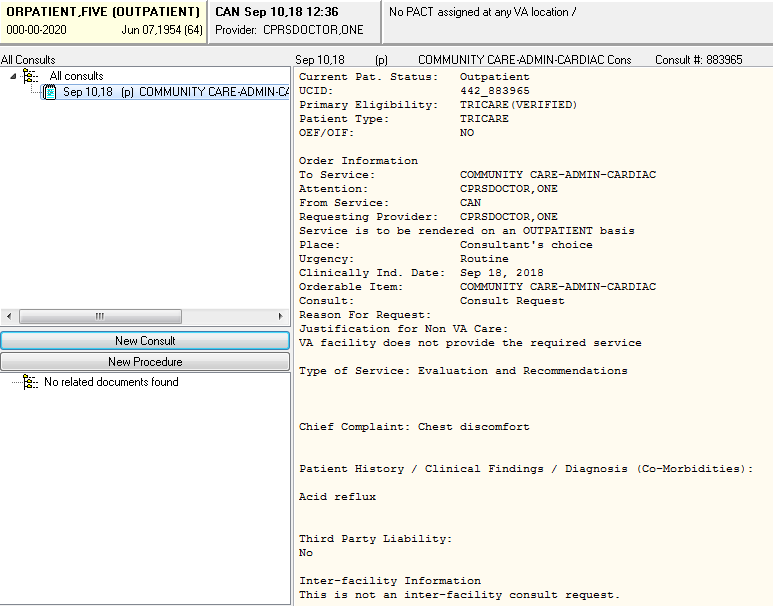 ORPATIENT,FIVE (OUTPATIENT)
000-00-2020 Jun 07,1954 (64)
CAN Sep 10,18 12:36
Provider: CPRSDOCTOR,ONE
No PACT assigned at any VA location /
All Consults
All consults
Sep 10,18 (p) COMMUNITY CARE-ADMIN-CA
New Consult
New Procedure
No related documents found
Sep 10,18 (p) COMMUNITY CARE-ADMIN-CARDIAC Cons Consult #: 883965
Current Pat. Status: Outpatient
UCID: 442_883965
Primary Eligibility: TRICARE(VERIFIED)
Patient Type: TRICARE
OEF/OIF: NO
Order Information
To Service: COMMUNITY CARE-ADMIN-CARDIAC
Attention: CPRSDOCTOR,ONE
From Service: CAN
Requesting Provider: CPRSDOCTOR,ONE
Service is to be rendered on an OUTPATIENT basis
Place: Consultant's choice
Urgency: Routine
Clinically Ind. Date: Sep 18, 2018
Orderable Item: COMMUNITY CARE-ADMIN-CARDIAC
Consult: Consult Request
Reason For Request:
Justification for Non VA Care:
VA facility does not provide the required service
Type of Service: Evaluation and Recommendations
Chief Complaint: Chest discomfort
Patient History / Clinical Findings / Diagnosis (Co-Morbidities):
Acid reflux
Third Party Liability:
No
Inter-facility Information
This is not an inter-facility consult request.